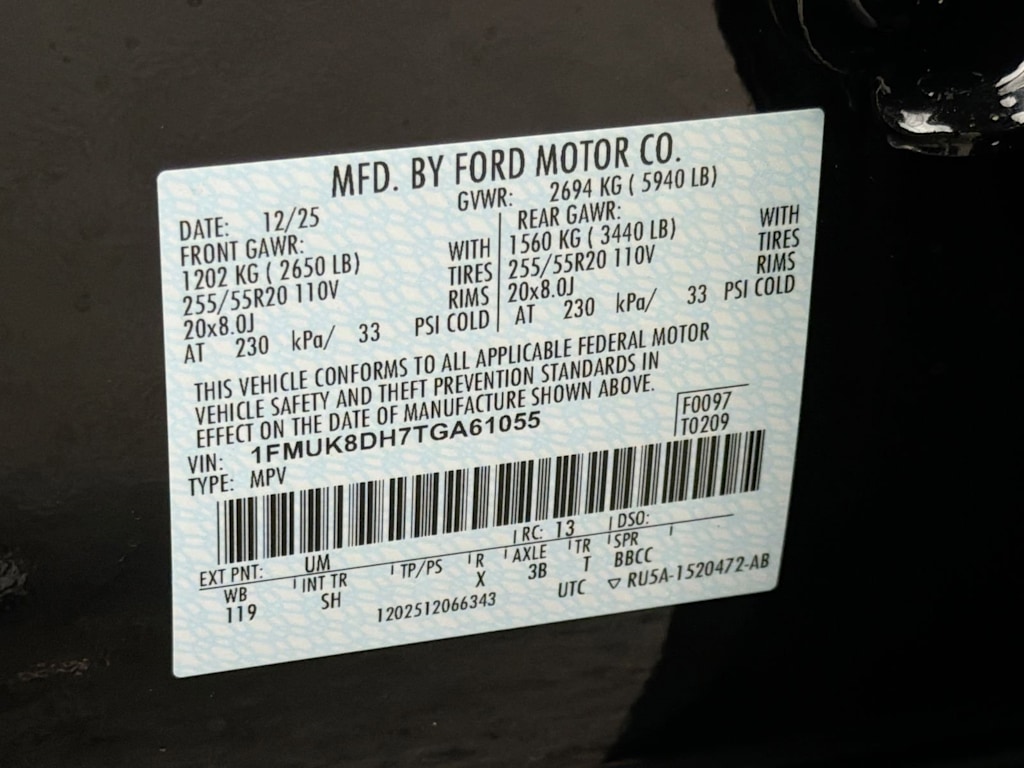 MFD. BY FORD MOTOR CO.
DATE: 12/25 GVWR: 2694 KG ( 5940 LB)
FRONT GAWR: REAR GAWR:
1202 KG ( 2650 LB) WITH 1560 KG ( 3440 LB) WITH
255/55R20 110V TIRES 255/55R20 110V TIRES
20x8.0J RIMS 20x8.0J RIMS
AT 230 kPa/ 33 PSI COLD AT 230 kPa/ 33 PSI COLD
THIS VEHICLE CONFORMS TO ALL APPLICABLE FEDERAL MOTOR
VEHICLE SAFETY AND THEFT PREVENTION STANDARDS IN
EFFECT ON THE DATE OF MANUFACTURE SHOWN ABOVE.
VIN: 1FMUK8DH7TGA61055 F0097
TYPE: MPV T0209
EXT PNT: UM RC: 13 DSO:
WB INT TR TP/PS R AXLE TR SPR
119 SH X 3B T BBCC
1202512066343 UTC ▽ RU5A-1520472-AB